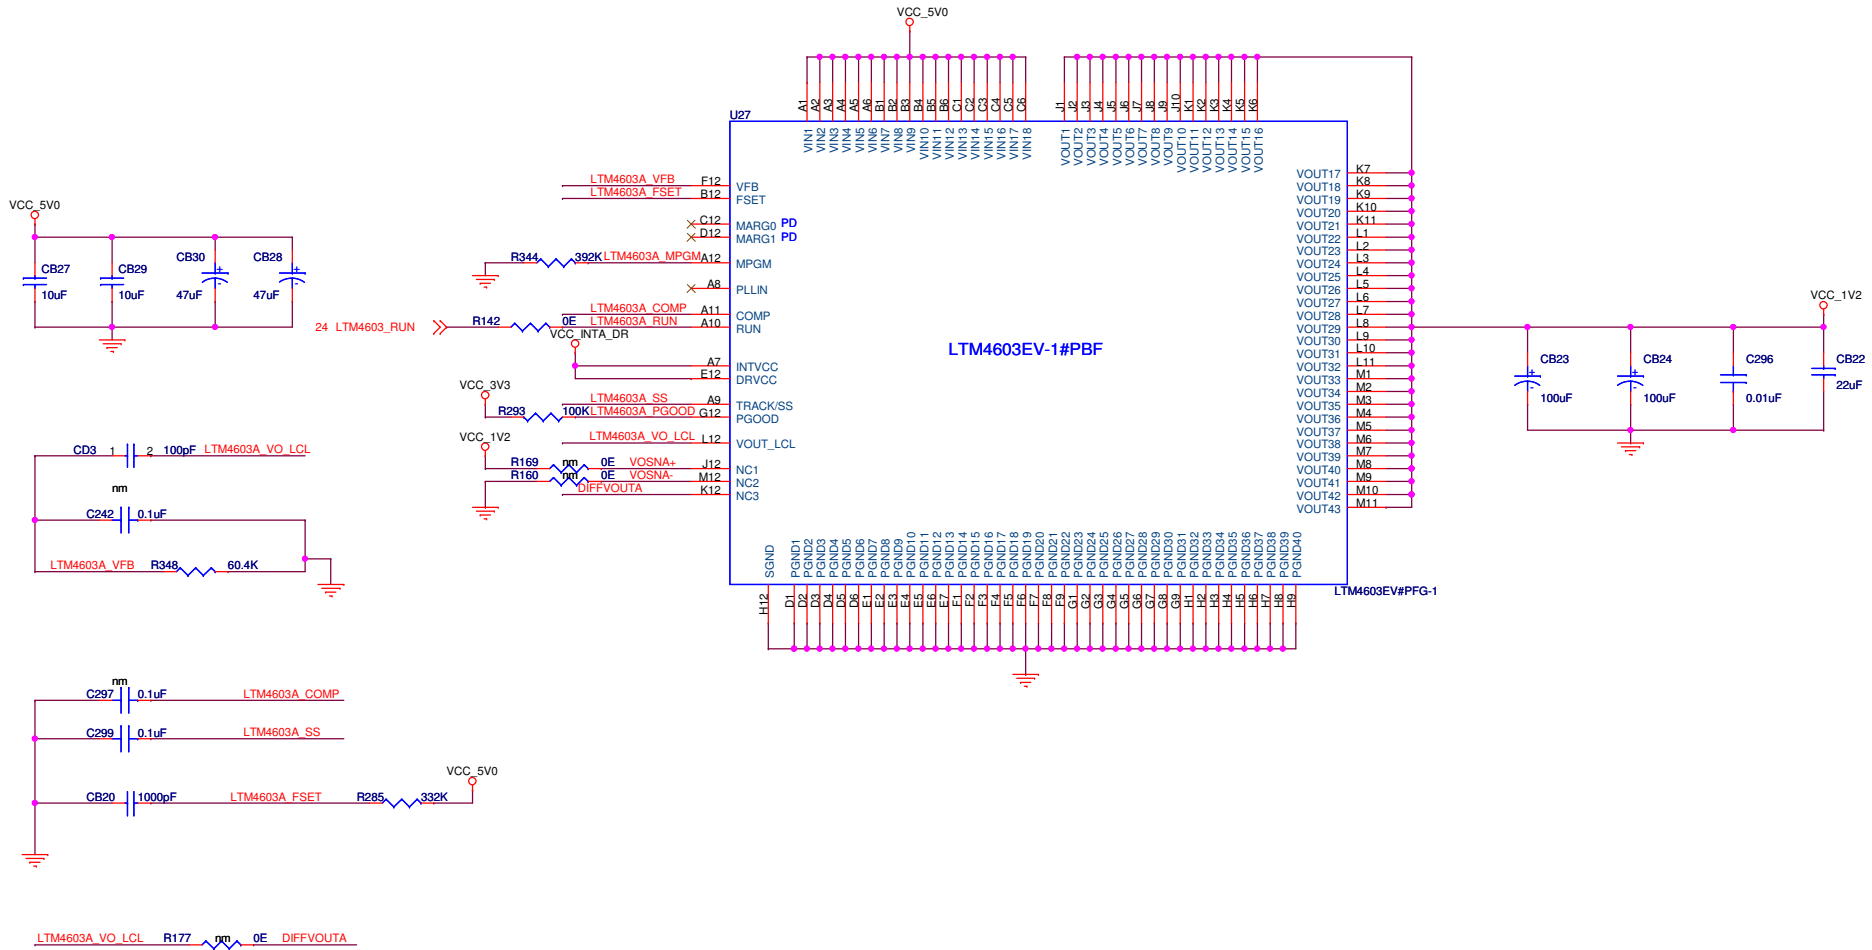 VCC_5V0
A1 A2 A3 A4 A5 A6 B1 B2 B3 B4 B5 B6 C1 C2 C3 C4 C5 C6
J1 J2 J3 J4 J5 J6 J7 J8 J9 J10 K1 K2 K3 K4 K5 K6
U27
VIN1 VIN2 VIN3 VIN4 VIN5 VIN6 VIN7 VIN8 VIN9 VIN10 VIN11 VIN12 VIN13 VIN14 VIN15 VIN16 VIN17 VIN18
VOUT1 VOUT2 VOUT3 VOUT4 VOUT5 VOUT6 VOUT7 VOUT8 VOUT9 VOUT10 VOUT11 VOUT12 VOUT13 VOUT14 VOUT15 VOUT16
LTM4603A_VFB F12 VFB
LTM4603A_FSET B12 FSET
C12 MARG0 PD
D12 MARG1 PD
R344 392K LTM4603A_MPGM A12 MPGM
A8 PLLIN
LTM4603A_COMP A11 COMP
24 LTM4603_RUN R142 0E LTM4603A_RUN A10 RUN
VCC_INTA_DR
A7 INTVCC
E12 DRVCC
VCC_3V3
LTM4603A_SS A9 TRACK/SS
R293 100K LTM4603A_PGOOD G12 PGOOD
VCC_1V2
LTM4603A_VO_LCL L12 VOUT_LCL
R169 nm 0E VOSNA+ J12 NC1
R160 nm 0E VOSNA- M12 NC2
DIFFVOUTA K12 NC3
LTM4603EV-1#PBF
VOUT17 K7
VOUT18 K8
VOUT19 K9
VOUT20 K10
VOUT21 K11
VOUT22 L1
VOUT23 L2
VOUT24 L3
VOUT25 L4
VOUT26 L5
VOUT27 L6
VOUT28 L7
VOUT29 L8
VOUT30 L9
VOUT31 L10
VOUT32 L11
VOUT33 M1
VOUT34 M2
VOUT35 M3
VOUT36 M4
VOUT37 M5
VOUT38 M6
VOUT39 M7
VOUT40 M8
VOUT41 M9
VOUT42 M10
VOUT43 M11
SGND PGND1 PGND2 PGND3 PGND4 PGND5 PGND6 PGND7 PGND8 PGND9 PGND10 PGND11 PGND12 PGND13 PGND14 PGND15 PGND16 PGND17 PGND18 PGND19 PGND20 PGND21 PGND22 PGND23 PGND24 PGND25 PGND26 PGND27 PGND28 PGND29 PGND30 PGND31 PGND32 PGND33 PGND34 PGND35 PGND36 PGND37 PGND38 PGND39 PGND40
H12 D1 D2 D3 D4 D5 D6 E1 E2 E3 E4 E5 E6 E7 F1 F2 F3 F4 F5 F6 F7 F8 F9 G1 G2 G3 G4 G5 G6 G7 G8 G9 H1 H2 H3 H4 H5 H6 H7 H8 H9
LTM4603EV#PFG-1
VCC_5V0
CB27 CB29 CB30 CB28
+ +
- -
10uF 10uF 47uF 47uF
VCC_1V2
CB23 CB24 C296 CB22
+ +
- -
100uF 100uF 0.01uF 22uF
CD3 1 2 100pF LTM4603A_VO_LCL
nm
C242 0.1uF
LTM4603A_VFB R348 60.4K
nm
C297 0.1uF LTM4603A_COMP
C299 0.1uF LTM4603A_SS
VCC_5V0
CB20 1000pF LTM4603A_FSET R285 332K
LTM4603A_VO_LCL R177 nm 0E DIFFVOUTA